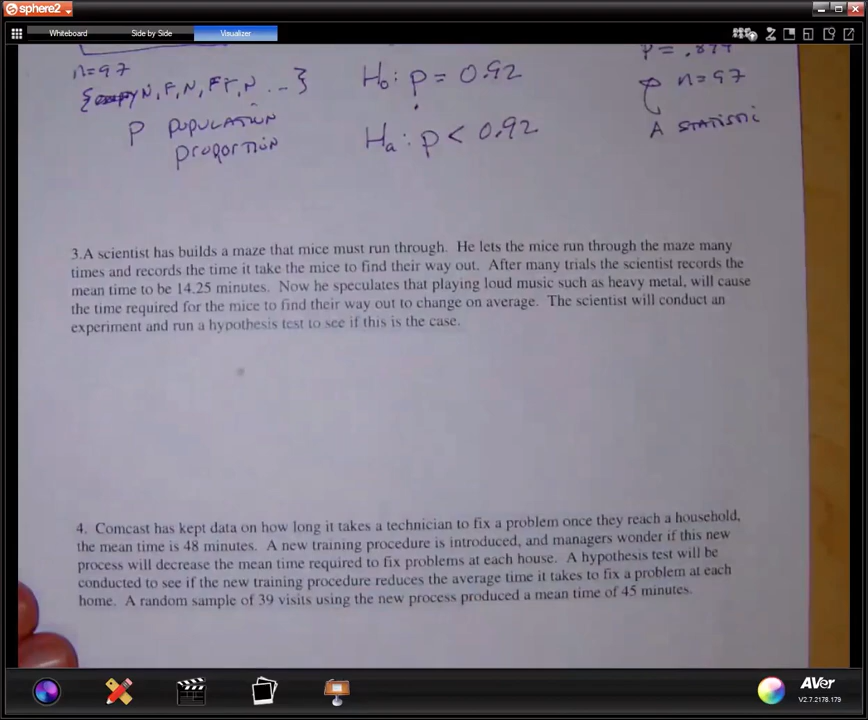 sphere2
Whiteboard Side by Side Visualizer
n=97
N, F, N, FT, N ... }
P POPULATION
PROPORTION
H₀: p = 0.92
Hₐ: p < 0.92
n=97
A STATISTIC
3.A scientist has builds a maze that mice must run through. He lets the mice run through the maze many
times and records the time it take the mice to find their way out. After many trials the scientist records the
mean time to be 14.25 minutes. Now he speculates that playing loud music such as heavy metal, will cause
the time required for the mice to find their way out to change on average. The scientist will conduct an
experiment and run a hypothesis test to see if this is the case.
4. Comcast has kept data on how long it takes a technician to fix a problem once they reach a household,
the mean time is 48 minutes. A new training procedure is introduced, and managers wonder if this new
process will decrease the mean time required to fix problems at each house. A hypothesis test will be
conducted to see if the new training procedure reduces the average time it takes to fix a problem at each
home. A random sample of 39 visits using the new process produced a mean time of 45 minutes.
AVer
V2.7.2178.179